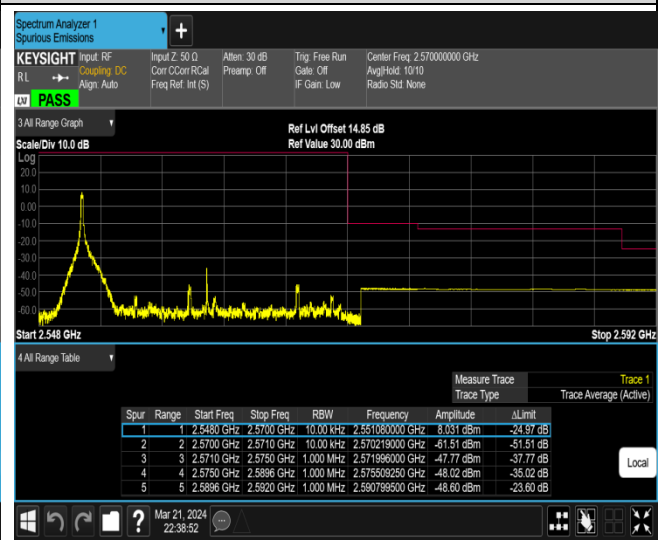 Spectrum Analyzer 1
Spurious Emissions
+
KEYSIGHT
RL
LXI
PASS
Input: RF
Coupling: DC
Align: Auto
Input Z: 50 Ω
Corr CCorr RCal
Freq Ref: Int (S)
Atten: 30 dB
Preamp: Off
Trig: Free Run
Gate: Off
IF Gain: Low
Center Freq: 2.570000000 GHz
Avg|Hold: 10/10
Radio Std: None
3 All Range Graph
Scale/Div 10.0 dB
Ref Lvl Offset 14.85 dB
Ref Value 30.00 dBm
Log
20.0
10.0
0.00
-10.0
-20.0
-30.0
-40.0
-50.0
-60.0
Start 2.548 GHz
Stop 2.592 GHz
4 All Range Table
Measure Trace Trace 1
Trace Type Trace Average (Active)
Spur Range Start Freq Stop Freq RBW Frequency Amplitude ΔLimit
1 1 2.5480 GHz 2.5700 GHz 10.00 kHz 2.551080000 GHz 8.031 dBm -24.97 dB
2 2 2.5700 GHz 2.5710 GHz 10.00 kHz 2.570219000 GHz -61.51 dBm -51.51 dB
3 3 2.5710 GHz 2.5750 GHz 1.000 MHz 2.571996000 GHz -47.77 dBm -37.77 dB
4 4 2.5750 GHz 2.5896 GHz 1.000 MHz 2.575509250 GHz -48.02 dBm -35.02 dB
5 5 2.5896 GHz 2.5920 GHz 1.000 MHz 2.590799500 GHz -48.60 dBm -23.60 dB
Local
?
Mar 21, 2024
22:38:52